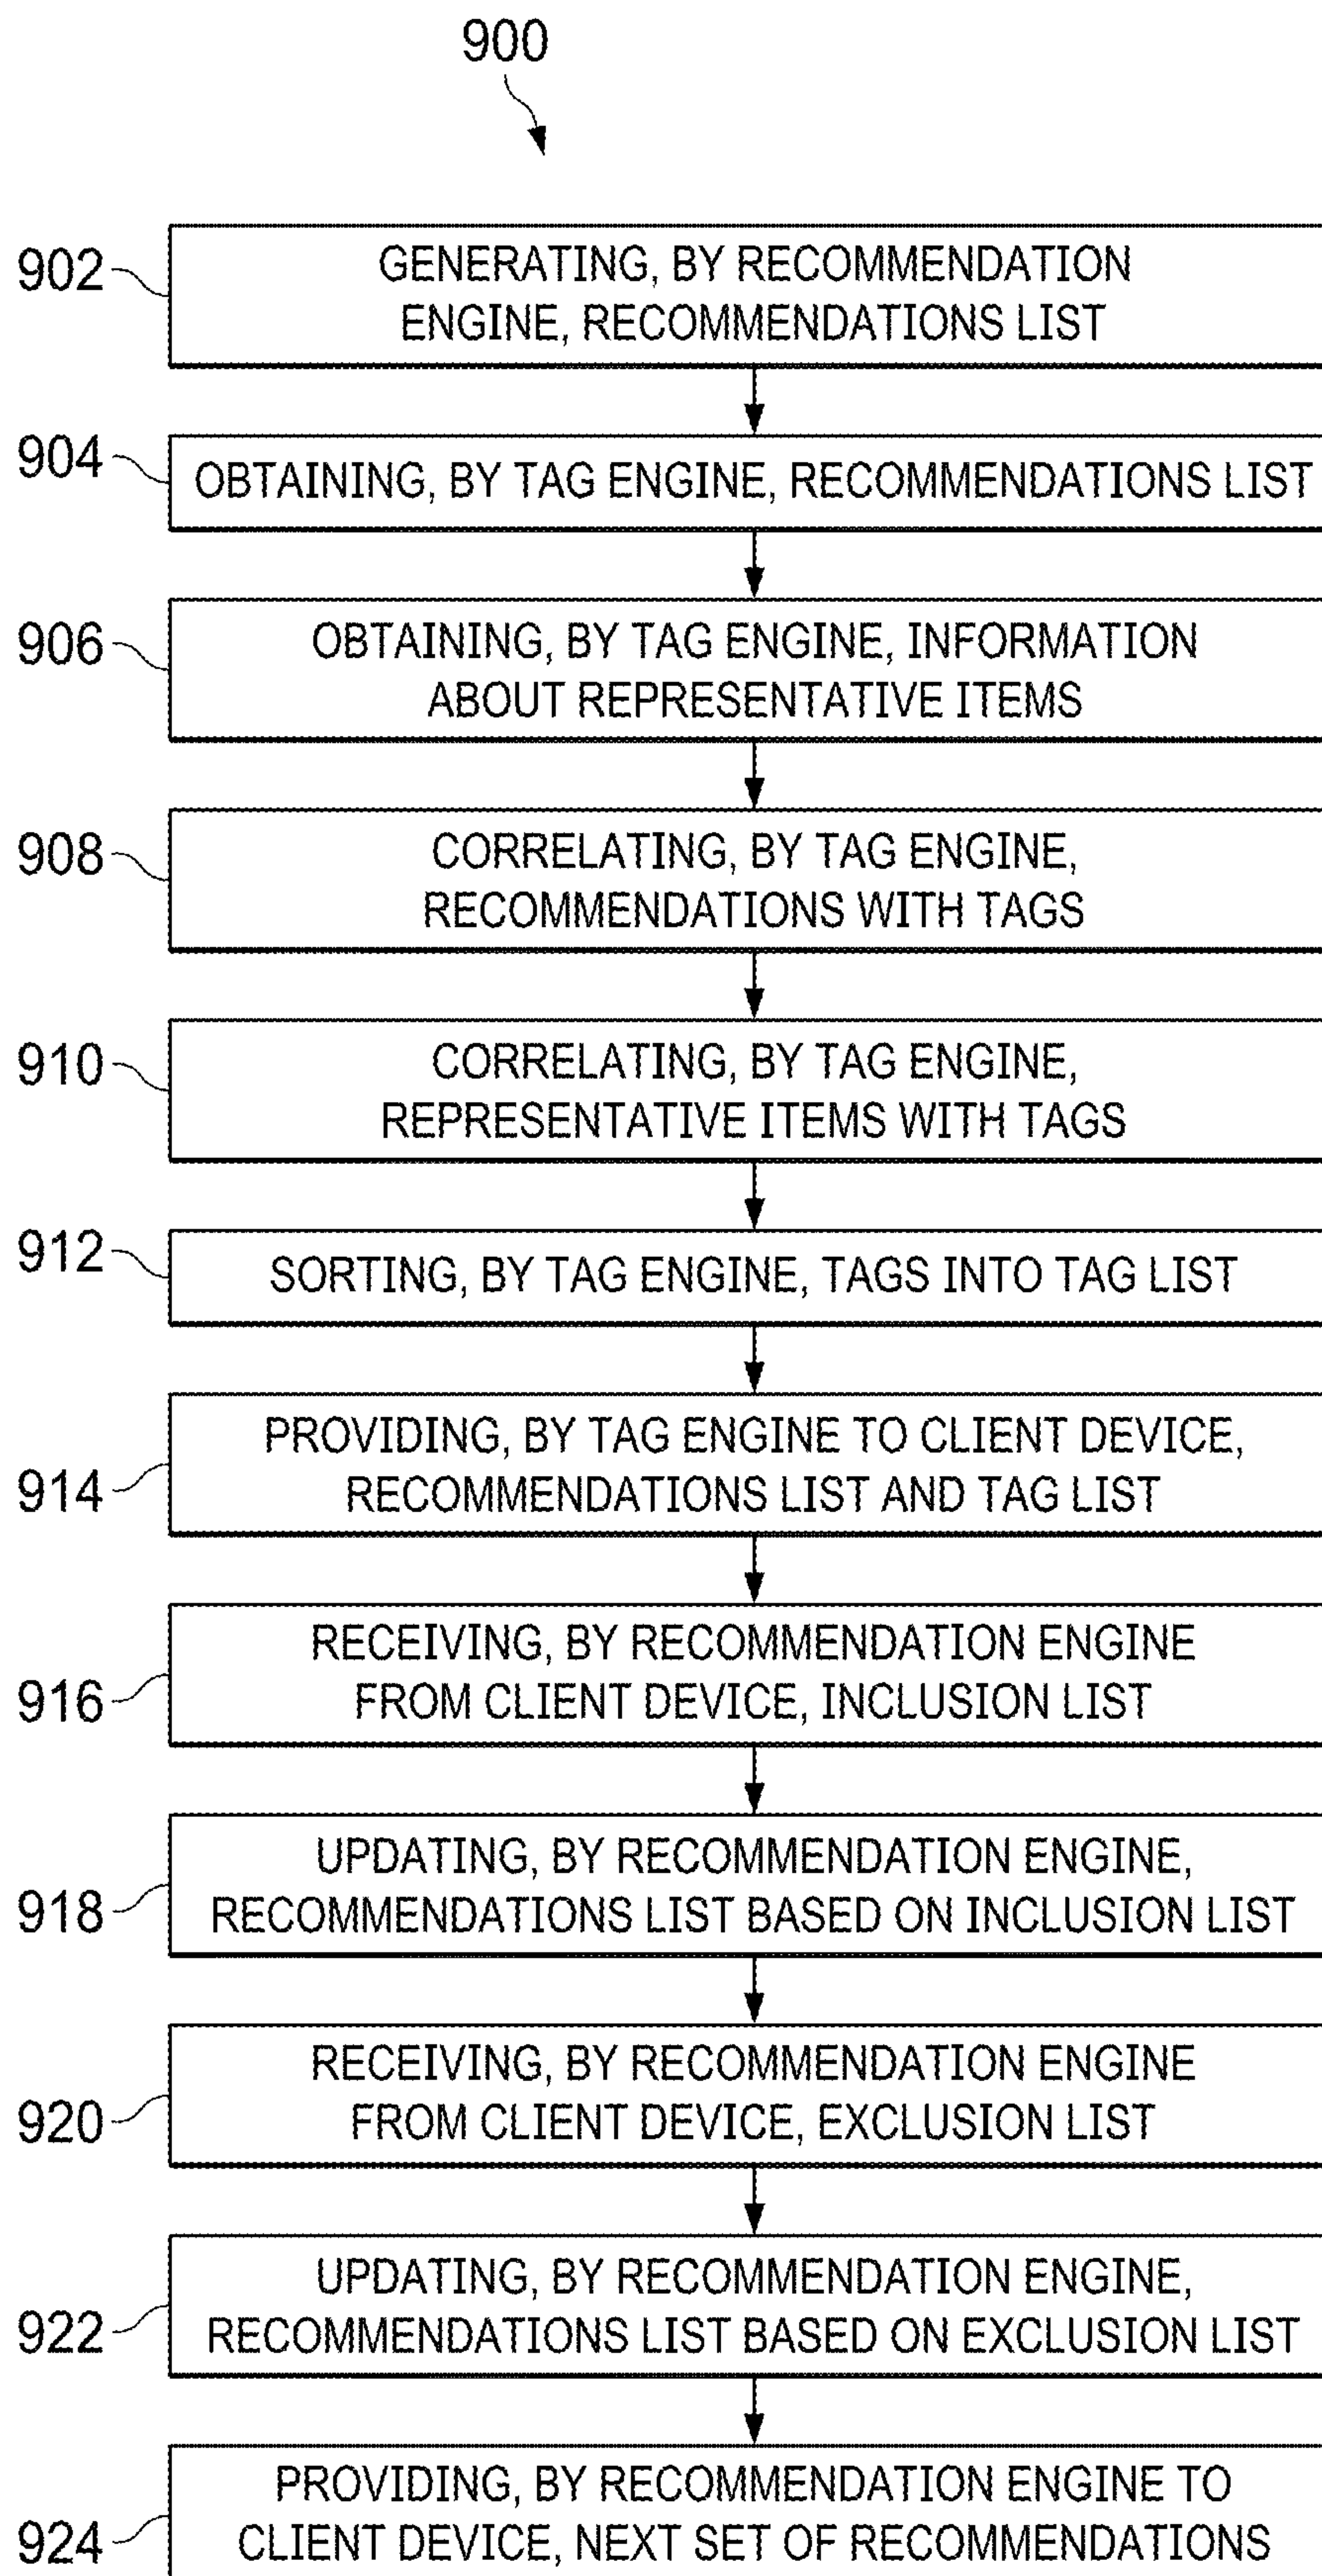 900
902
GENERATING, BY RECOMMENDATION
ENGINE, RECOMMENDATIONS LIST
904
OBTAINING, BY TAG ENGINE, RECOMMENDATIONS LIST
906
OBTAINING, BY TAG ENGINE, INFORMATION
ABOUT REPRESENTATIVE ITEMS
908
CORRELATING, BY TAG ENGINE,
RECOMMENDATIONS WITH TAGS
910
CORRELATING, BY TAG ENGINE,
REPRESENTATIVE ITEMS WITH TAGS
912
SORTING, BY TAG ENGINE, TAGS INTO TAG LIST
914
PROVIDING, BY TAG ENGINE TO CLIENT DEVICE,
RECOMMENDATIONS LIST AND TAG LIST
916
RECEIVING, BY RECOMMENDATION ENGINE
FROM CLIENT DEVICE, INCLUSION LIST
918
UPDATING, BY RECOMMENDATION ENGINE,
RECOMMENDATIONS LIST BASED ON INCLUSION LIST
920
RECEIVING, BY RECOMMENDATION ENGINE
FROM CLIENT DEVICE, EXCLUSION LIST
922
UPDATING, BY RECOMMENDATION ENGINE,
RECOMMENDATIONS LIST BASED ON EXCLUSION LIST
924
PROVIDING, BY RECOMMENDATION ENGINE TO
CLIENT DEVICE, NEXT SET OF RECOMMENDATIONS